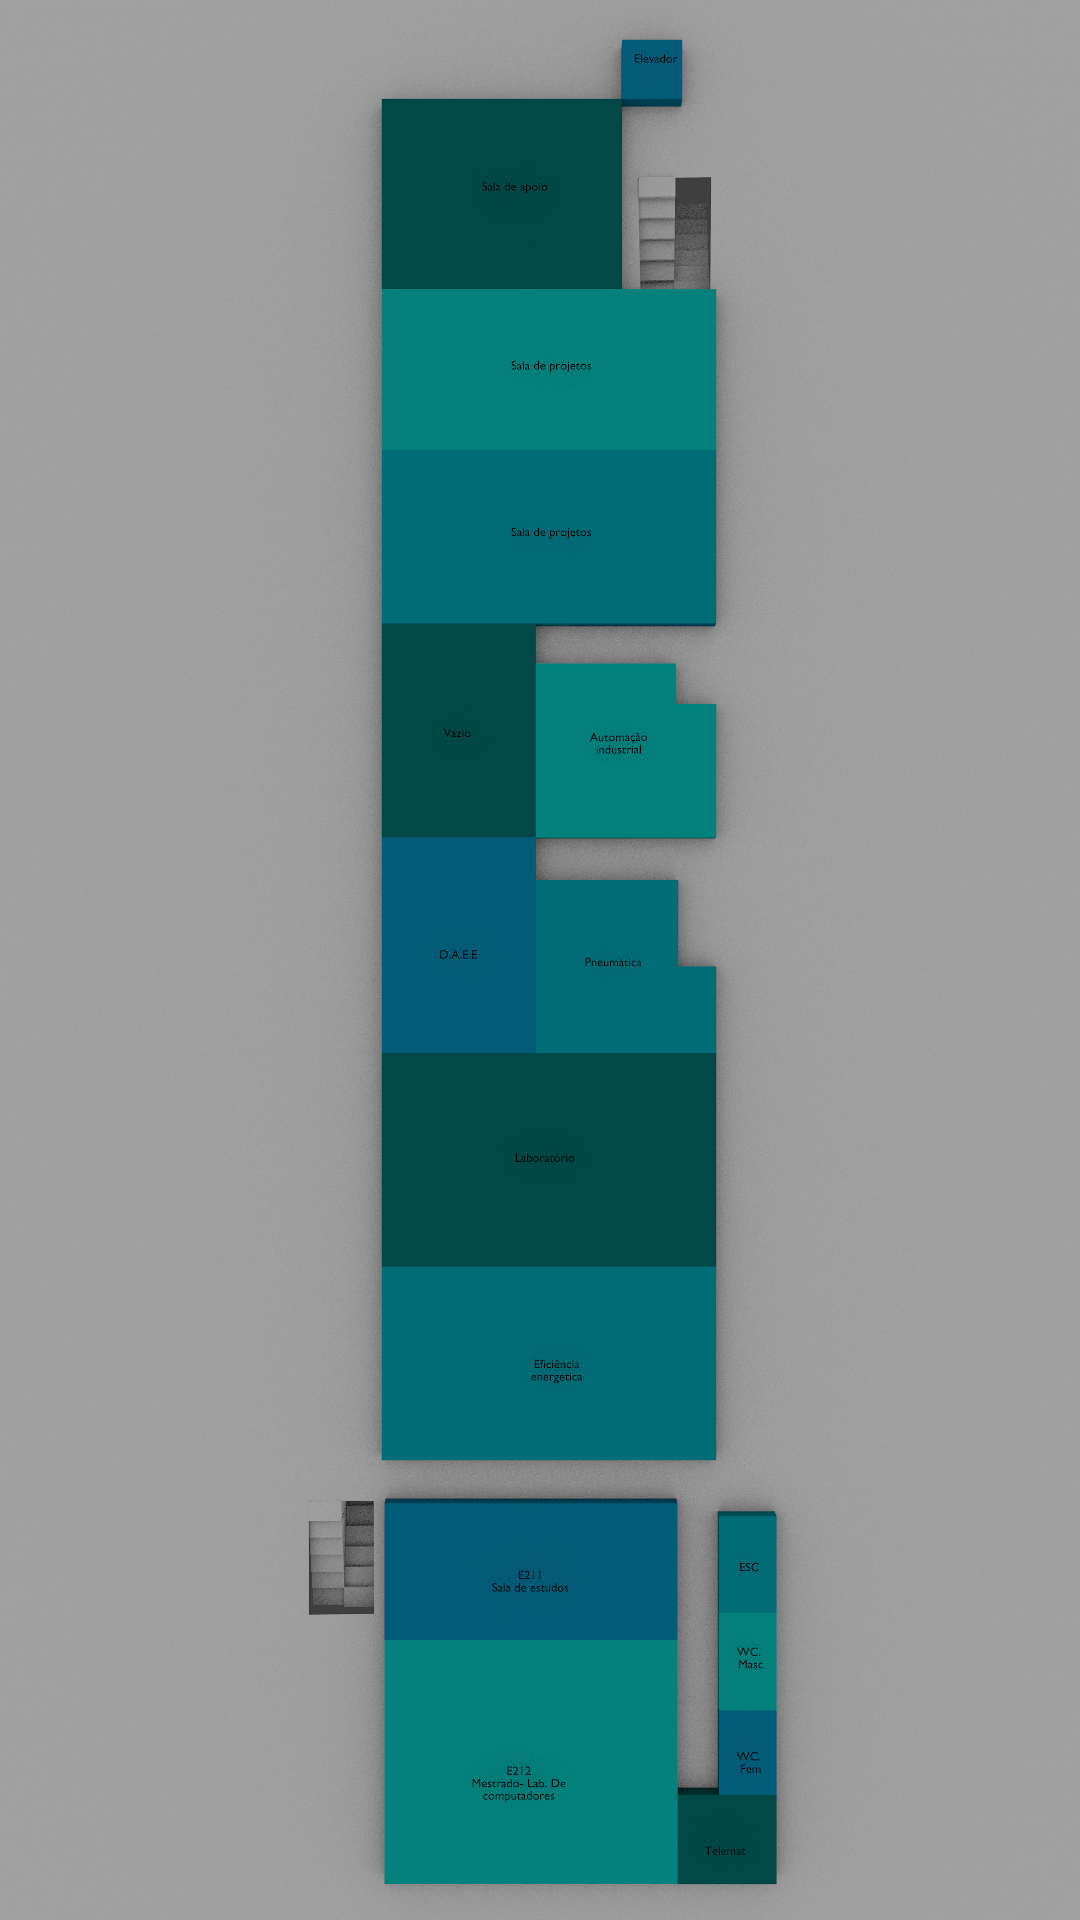 Elevador
Sala de apoio
Sala de projetos
Sala de projetos
Vazio
Automação
industrial
D.A.E.E
Pneumática
Laboratório
Eficiência
energetica
E211
Sala de estudos
ESC
WC.
Masc
E212
Mestrado- Lab. De
computadores
WC.
Fem
Telemat